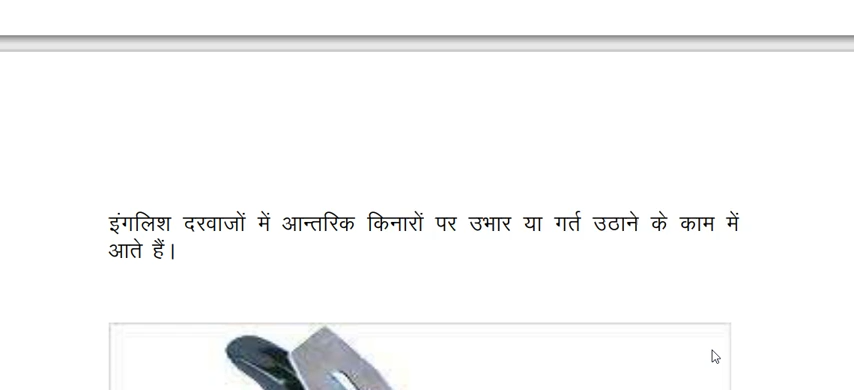 इंगलिश दरवाजों में आन्तरिक किनारों पर उभार या गर्त उठाने के काम में
आते हैं।